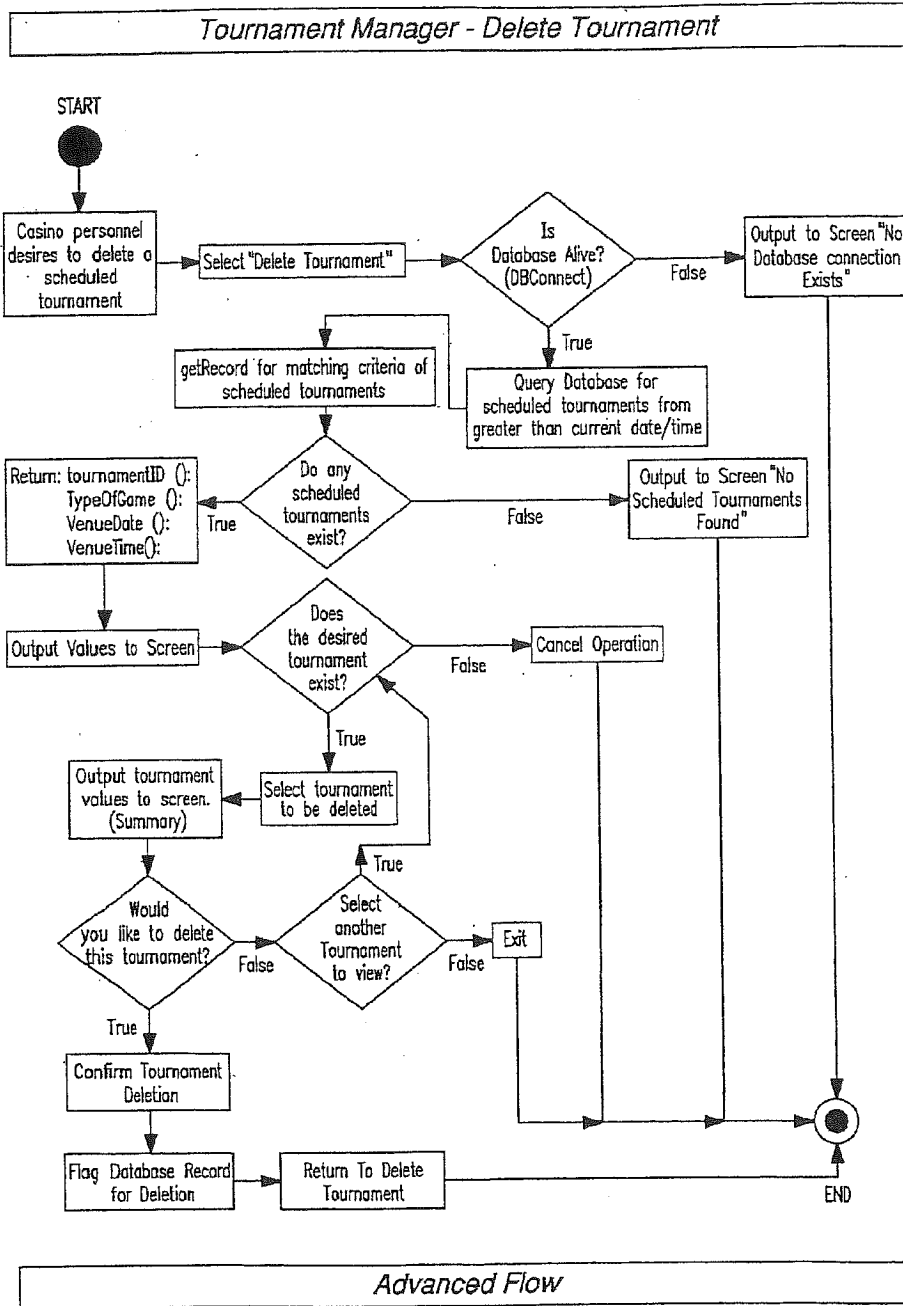 Tournament Manager - Delete Tournament
START
Casino personnel
desires to delete a
scheduled
tournament
Select "Delete Tournament"
Is
Database Alive?
(DBConnect)
False
Output to Screen "No
Database connection
Exists"
True
Query Database for
scheduled tournaments from
greater than current date/time
getRecord for matching criteria of
scheduled tournaments
Do any
scheduled
tournaments
exist?
True
False
Return: tournamentID ():
TypeOfGame ():
VenueDate ():
VenueTime():
Output to Screen "No
Scheduled Tournaments
Found"
Output Values to Screen
Does
the desired
tournament
exist?
False
Cancel Operation
True
Select tournament
to be deleted
Output tournament
values to screen.
(Summary)
Would
you like to delete
this tournament?
False
Select
another
Tournament
to view?
True
False
Exit
True
Confirm Tournament
Deletion
Flag Database Record
for Deletion
Return To Delete
Tournament
END
Advanced Flow